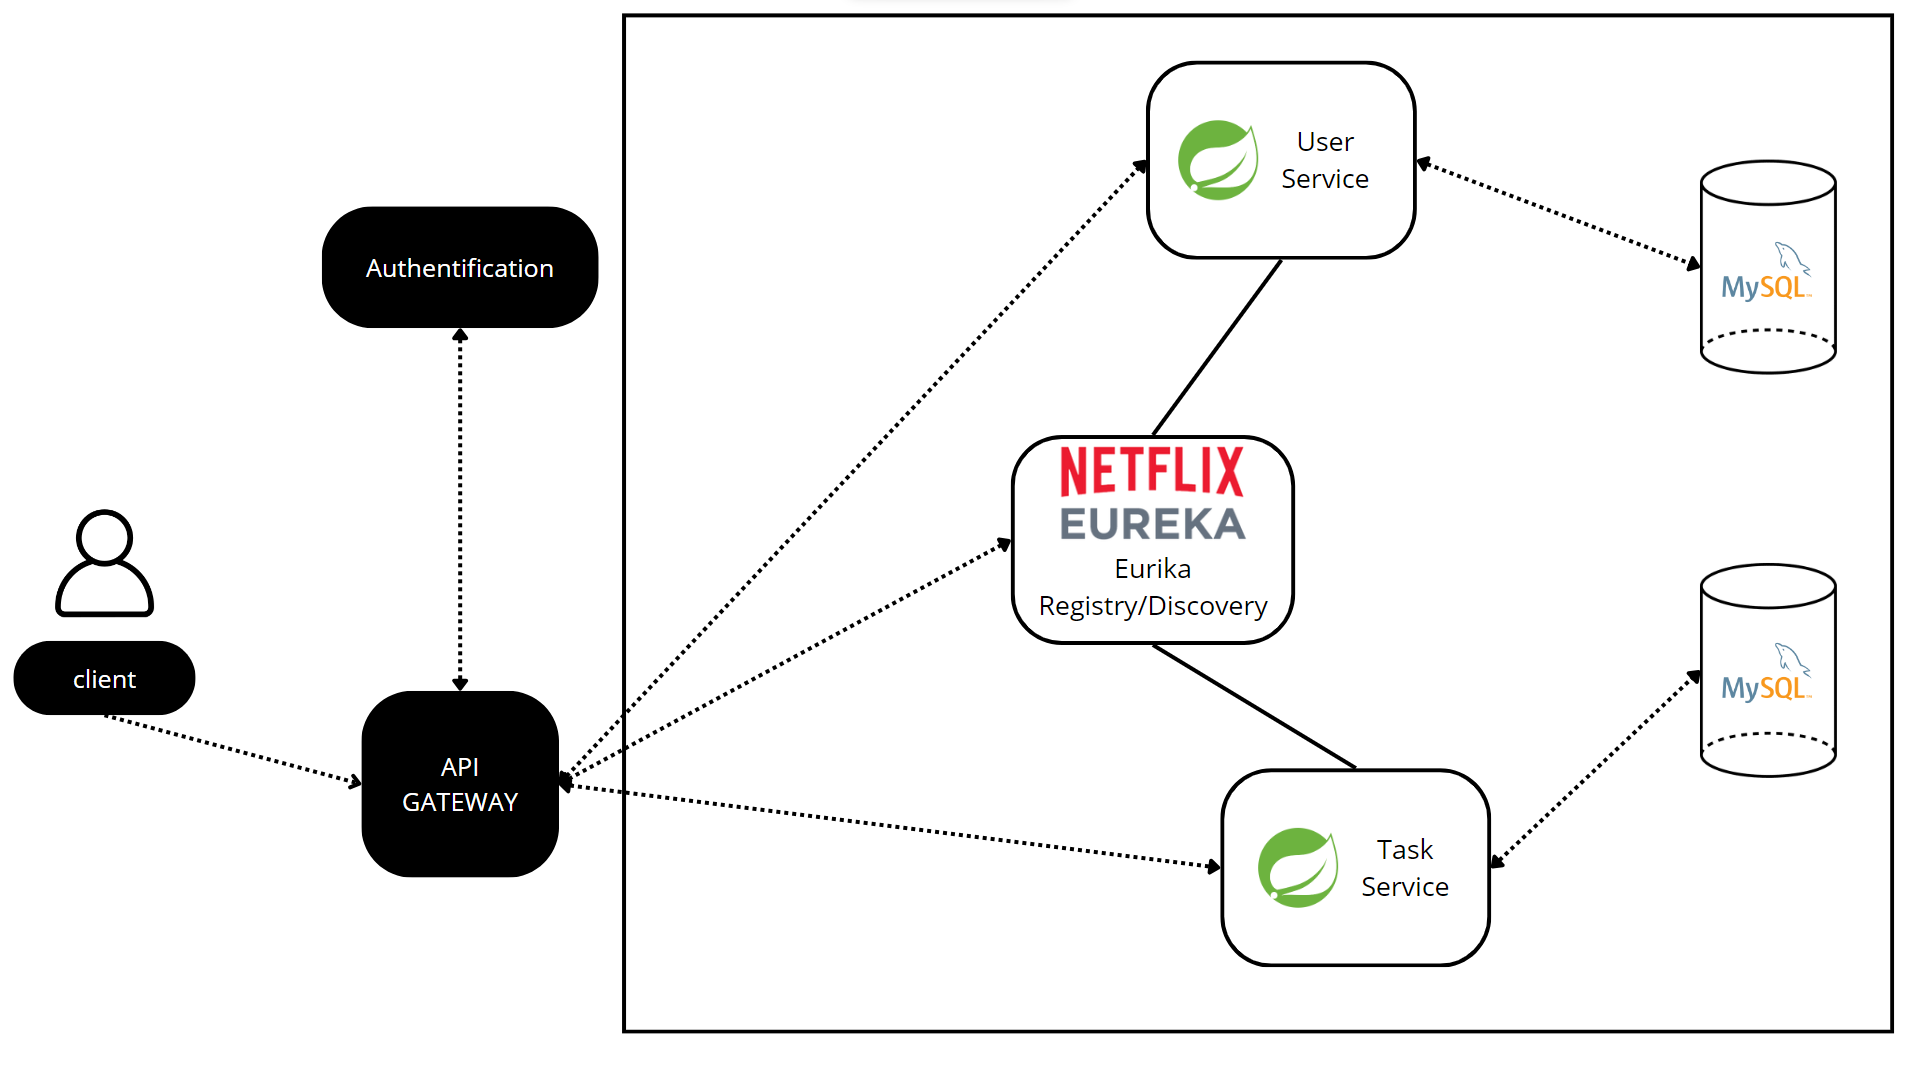 User
Service
Authentification
MySQL
NETFLIX
EUREKA
Eurika
Registry/Discovery
client
API
GATEWAY
MySQL
Task
Service